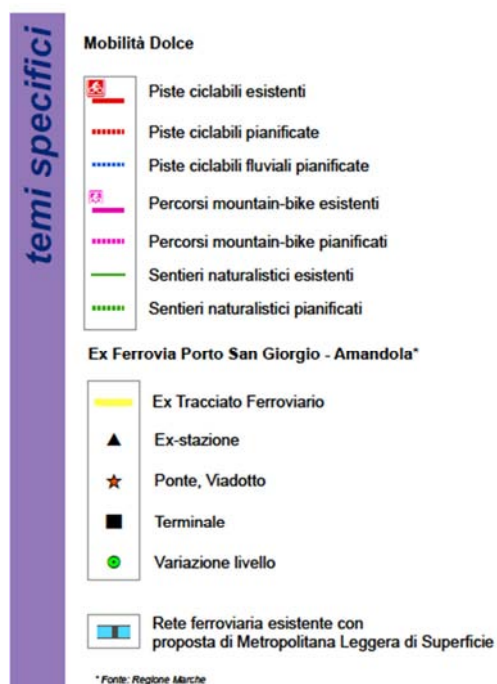 temi specifici
Mobilità Dolce
Piste ciclabili esistenti
Piste ciclabili pianificate
Piste ciclabili fluviali pianificate
Percorsi mountain-bike esistenti
Percorsi mountain-bike pianificati
Sentieri naturalistici esistenti
Sentieri naturalistici pianificati
Ex Ferrovia Porto San Giorgio - Amandola*
Ex Tracciato Ferroviario
Ex-stazione
Ponte, Viadotto
Terminale
Variazione livello
Rete ferroviaria esistente con
proposta di Metropolitana Leggera di Superficie
* Fonte: Regione Marche